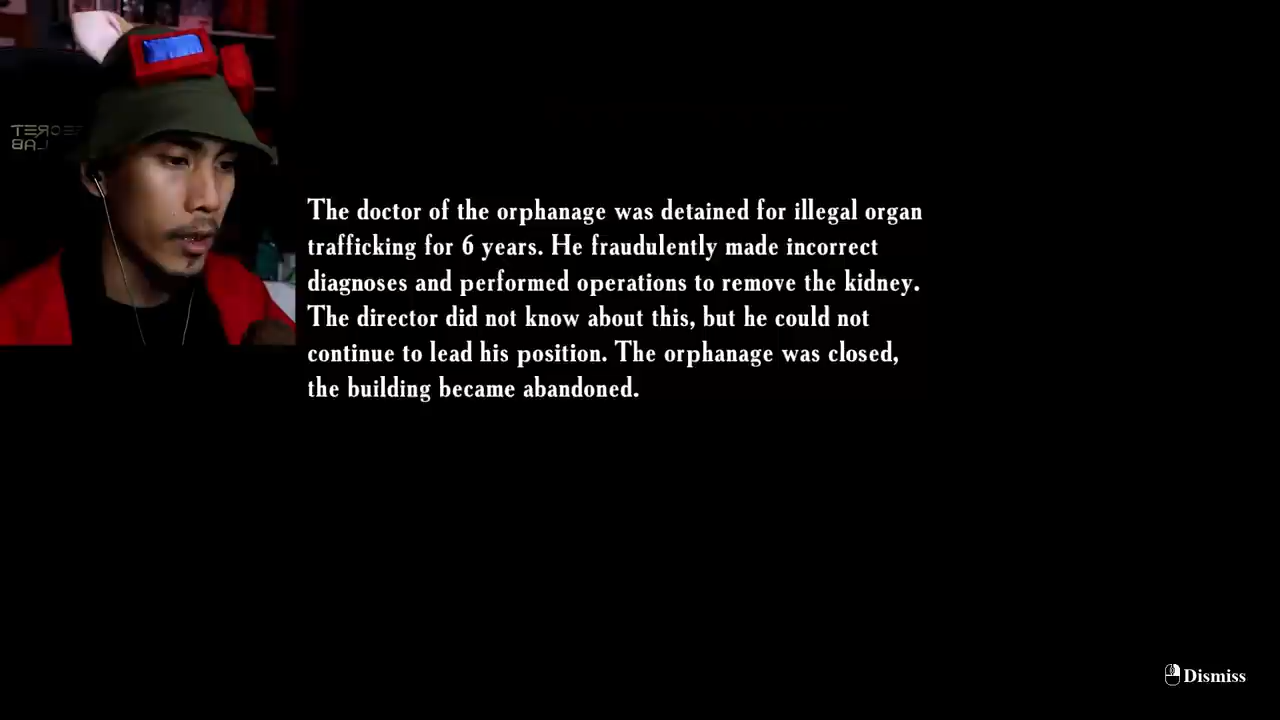 The doctor of the orphanage was detained for illegal organ
trafficking for 6 years. He fraudulently made incorrect
diagnoses and performed operations to remove the kidney.
The director did not know about this, but he could not
continue to lead his position. The orphanage was closed,
the building became abandoned.
Dismiss